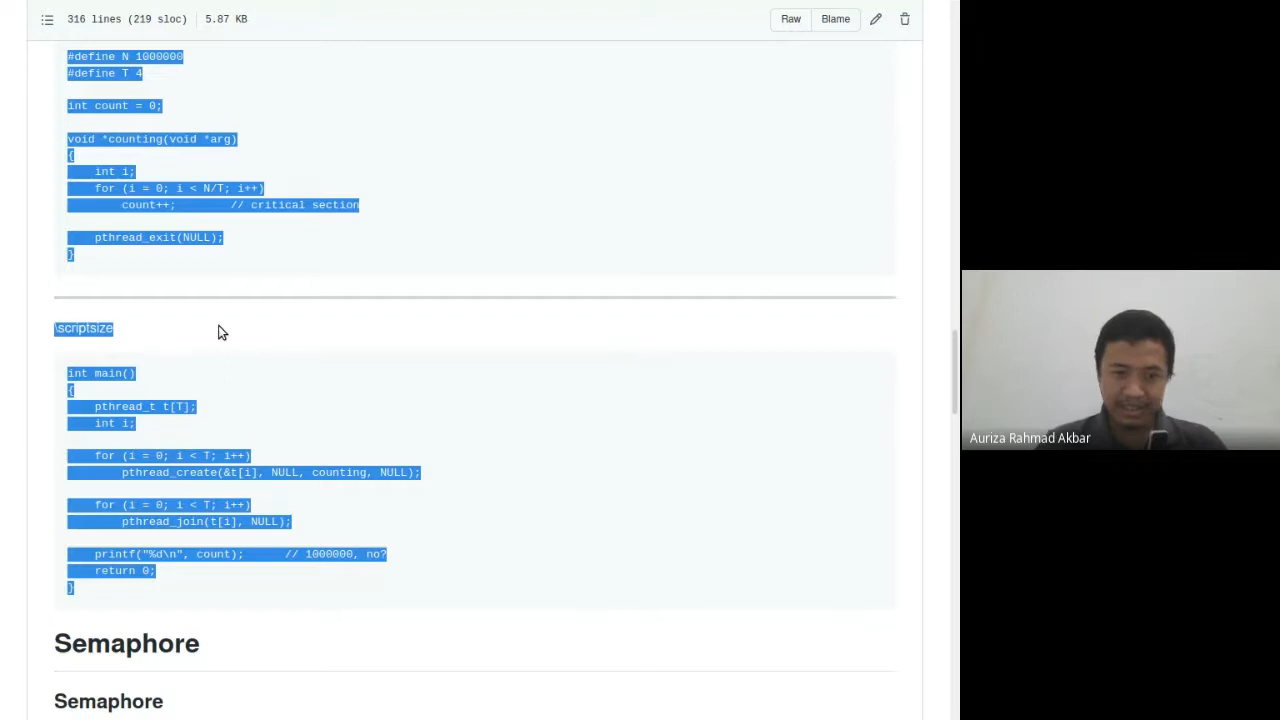 316 lines (219 sloc) 5.87 KB Raw Blame
#define N 1000000
#define T 4
int count = 0;
void *counting(void *arg)
{
int i;
for (i = 0; i < N/T; i++)
count++; // critical section
pthread_exit(NULL);
}
\scriptsize
int main()
{
pthread_t t[T];
int i;
for (i = 0; i < T; i++)
pthread_create(&t[i], NULL, counting, NULL);
for (i = 0; i < T; i++)
pthread_join(t[i], NULL);
printf("%d\n", count); // 1000000, no?
return 0;
}
Semaphore
Semaphore
Auriza Rahmad Akbar